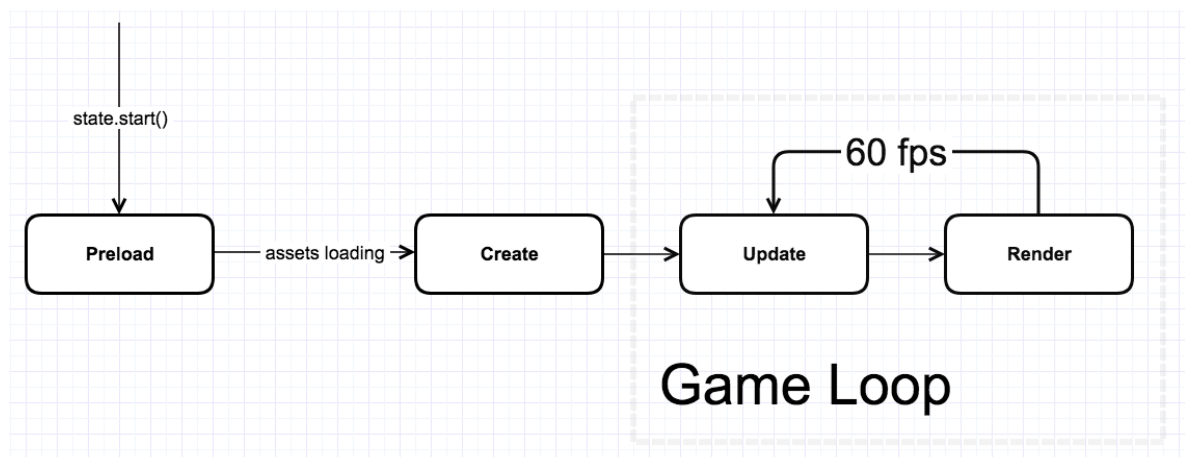 state.start()
60 fps
Preload
assets loading
Create
Update
Render
Game Loop